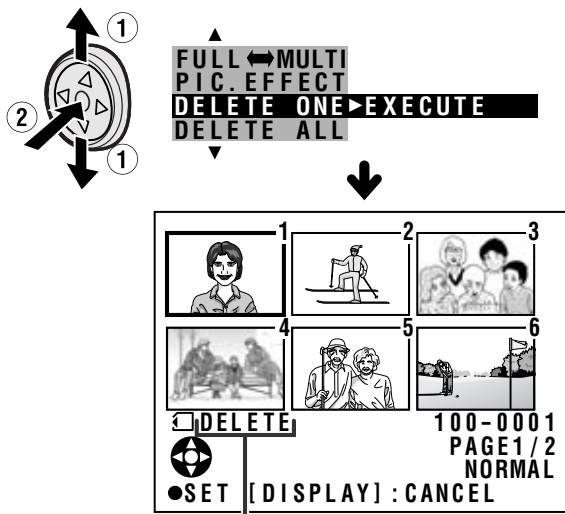 ①
②
①
▲
FULL ⬌ MULTI
PIC. EFFECT
DELETE ONE►EXECUTE
DELETE ALL
▼
1 2 3
4 5 6
DELETE
100-0001
PAGE1/2
NORMAL
●SET [DISPLAY] : CANCEL